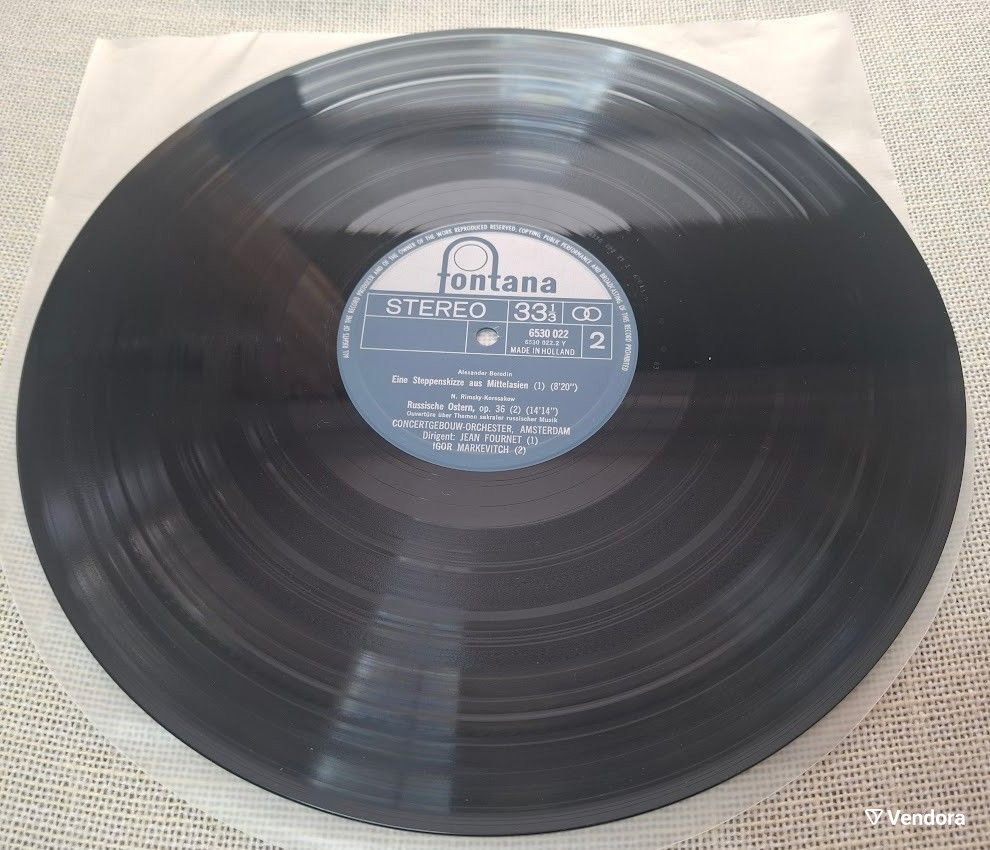 ALL RIGHTS OF THE RECORD PRODUCER AND OF THE OWNER OF THE WORK REPRODUCED RESERVED. COPYING, PUBLIC PERFORMANCE AND BROADCASTING OF THIS RECORD PROHIBITED
fontana
STEREO 33 1/3
6530 022
6530 022.2 Y
MADE IN HOLLAND
2
Alexander Borodin
Eine Steppenskizze aus Mittelasien (1) (8'20")
N. Rimsky-Korssakow
Russische Ostern, op. 36 (2) (14'14")
Ouvertüre über Themen sakraler russischer Musik
CONCERTGEBOUW-ORCHESTER, AMSTERDAM
Dirigent: JEAN FOURNET (1)
IGOR MARKEVITCH (2)
Vendora